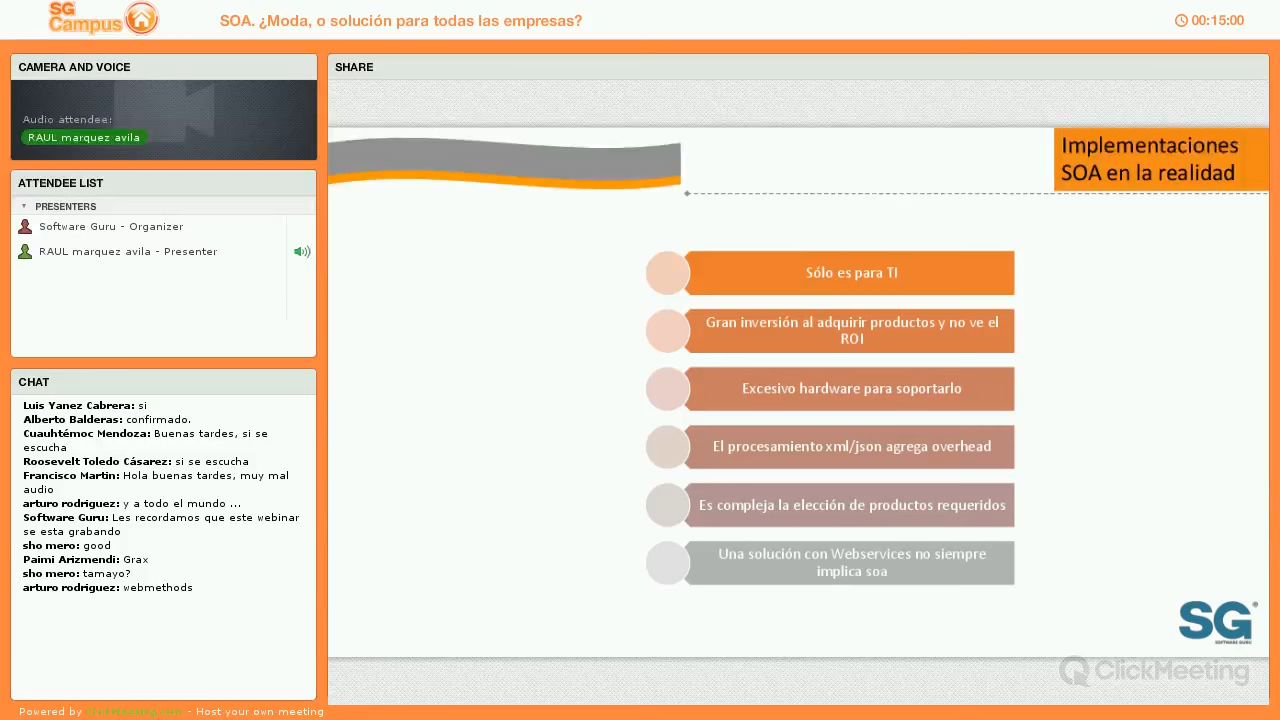 SG
Campus
SOA. ¿Moda, o solución para todas las empresas?
00:15:00
CAMERA AND VOICE
Audio attendee:
RAUL marquez avila
ATTENDEE LIST
PRESENTERS
Software Guru - Organizer
RAUL marquez avila - Presenter
CHAT
Luis Yanez Cabrera: si
Alberto Balderas: confirmado.
Cuauhtémoc Mendoza: Buenas tardes, si se
escucha
Roosevelt Toledo Cásarez: si se escucha
Francisco Martin: Hola buenas tardes, muy mal
audio
arturo rodriguez: y a todo el mundo ...
Software Guru: Les recordamos que este webinar
se esta grabando
sho mero: good
Paimi Arizmendi: Grax
sho mero: tamayo?
arturo rodriguez: webmethods
Powered by ClickMeeting.com - Host your own meeting
SHARE
Implementaciones
SOA en la realidad
Sólo es para TI
Gran inversión al adquirir productos y no ve el
ROI
Excesivo hardware para soportarlo
El procesamiento xml/json agrega overhead
Es compleja la elección de productos requeridos
Una solución con Webservices no siempre
implica soa
SG®
SOFTWARE GURU
ClickMeeting